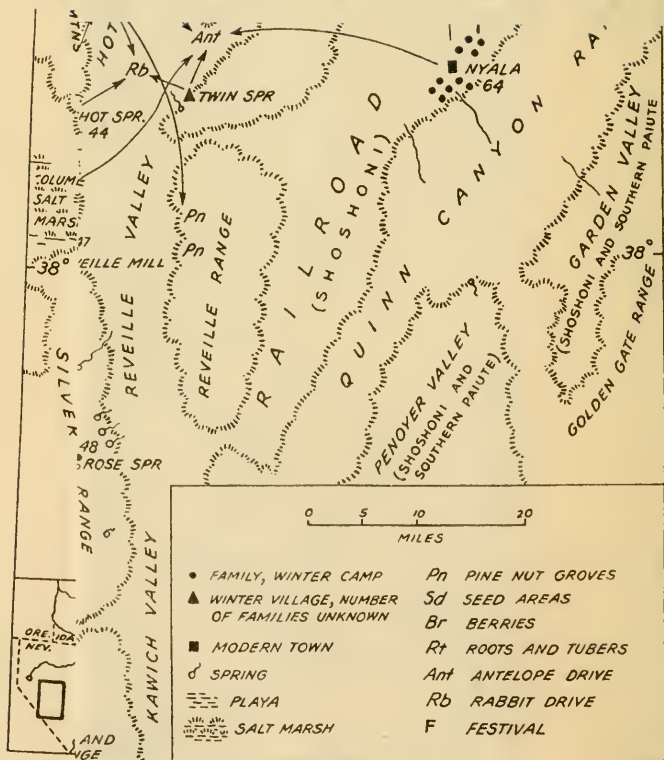 MTNS
HOT
Ant
Rb
TWIN SPR
NYALA
64
HOT SPR.
44
VALLEY
REVEILLE
SALT
MARS
47
38°
EILLE MILL
Pn
Pn
REVEILLE RANGE
RAILROAD
(SHOSHONI)
QUINN CANYON RA
GARDEN VALLEY
(SHOSHONI AND SOUTHERN PAIUTE
38°
GOLDEN GATE RANGE
PENOYER VALLEY
(SHOSHONI AND
SOUTHERN PAIUTE)
SILVER
RANGE
48
ROSE SPR
KAWICH VALLEY
0 5 10 20
MILES
FAMILY, WINTER CAMP
WINTER VILLAGE, NUMBER
OF FAMILIES UNKNOWN
MODERN TOWN
SPRING
PLAYA
SALT MARSH
Pn PINE NUT GROVES
Sd SEED AREAS
Br BERRIES
Rt ROOTS AND TUBERS
Ant ANTELOPE DRIVE
Rb RABBIT DRIVE
F FESTIVAL
ORE. IDA
NEV.
AND
NGE